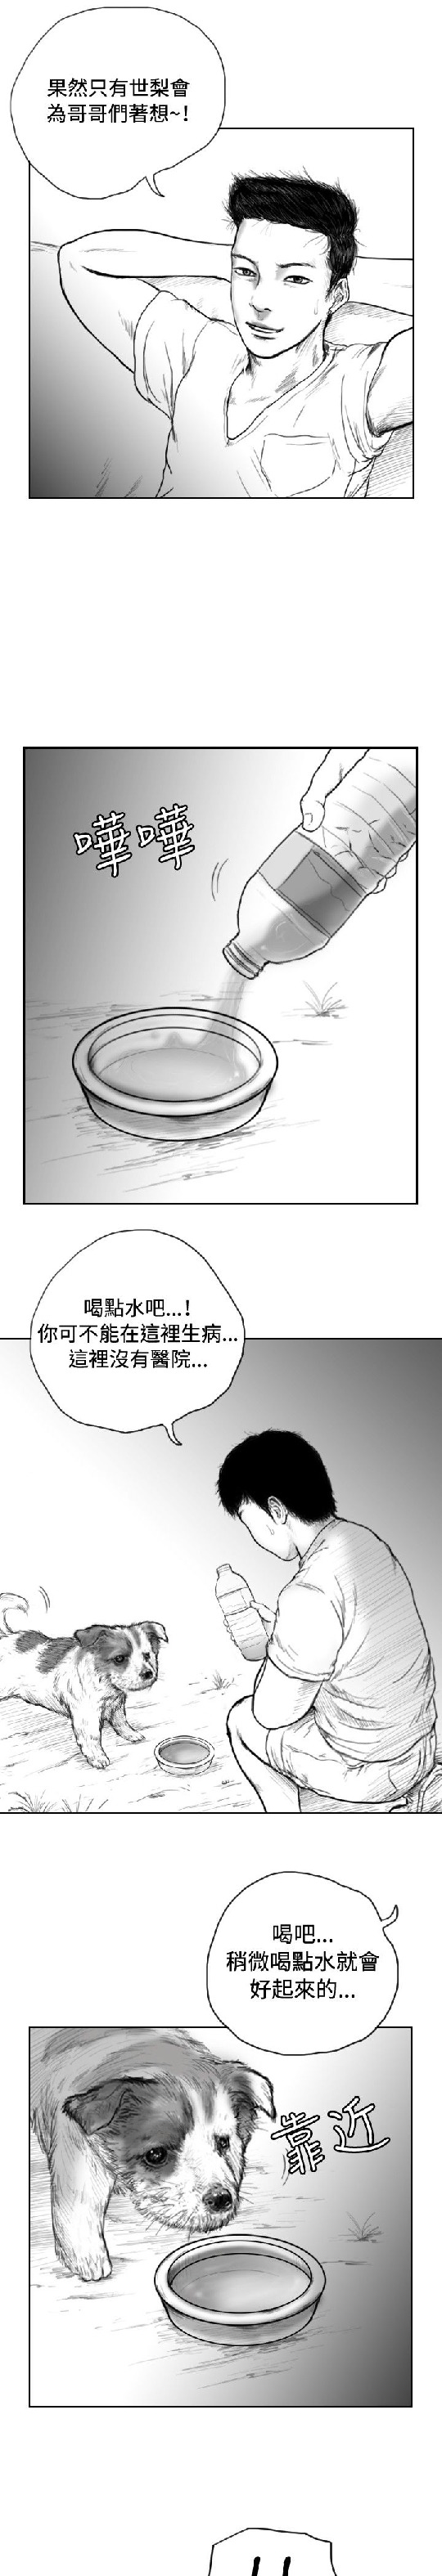 果然只有世梨會
為哥哥們著想~!
嘩嘩
喝點水吧...!
你可不能在這裡生病...
這裡沒有醫院...
喝吧...
稍微喝點水就會
好起來的...
靠近